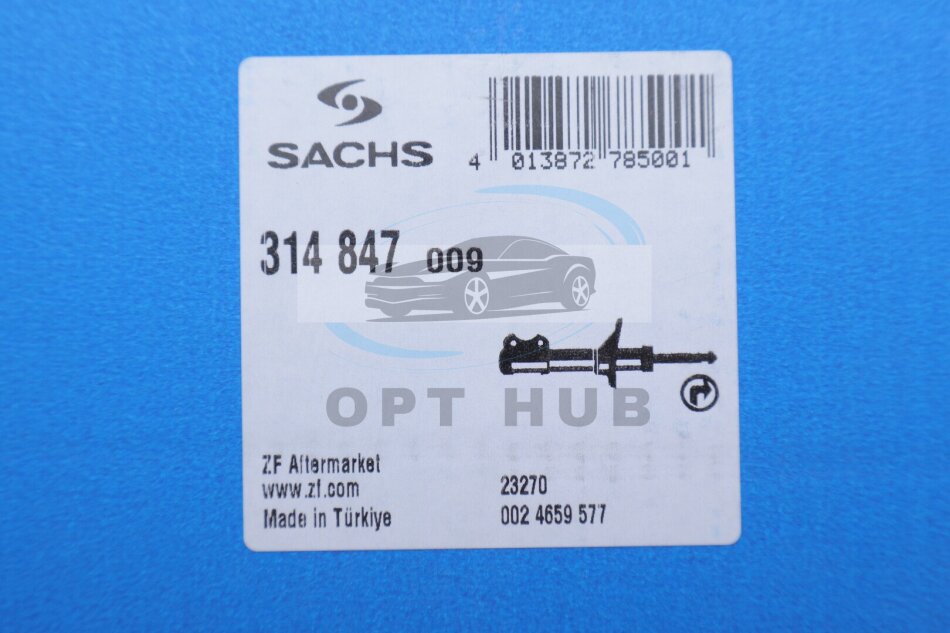 SACHS
4 013872 785001
314 847 009
OPT HUB
ZF Aftermarket
www.zf.com
Made in Türkiye
23270
002 4659 577